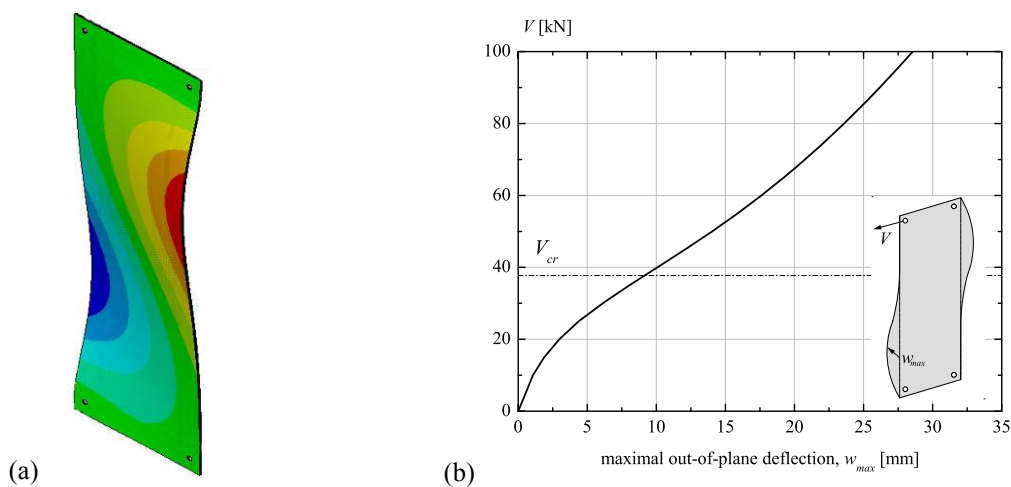 V [kN]
100
80
60
40
20
0
V_cr
V
w_max
0 5 10 15 20 25 30 35
maximal out-of-plane deflection, w_max [mm]
(a)
(b)